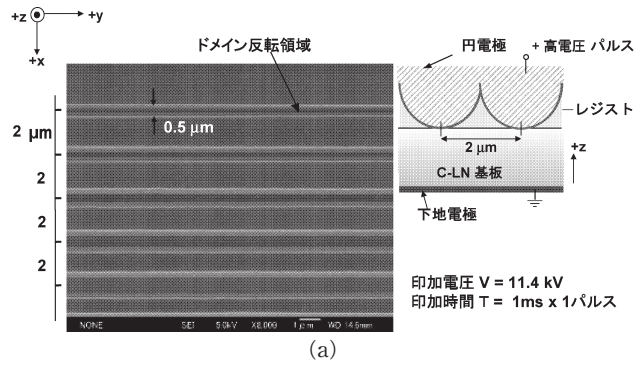 +z
+y
+x
ドメイン反転領域
0.5 μm
2 μm
2
2
2
NONE SEI 5.0kV X8,000 1μm WD 14.6mm
円電極
+ 高電圧 パルス
レジスト
2 μm
+z
C-LN 基板
下地電極
印加電圧 V = 11.4 kV
印加時間 T = 1ms x 1パルス
(a)